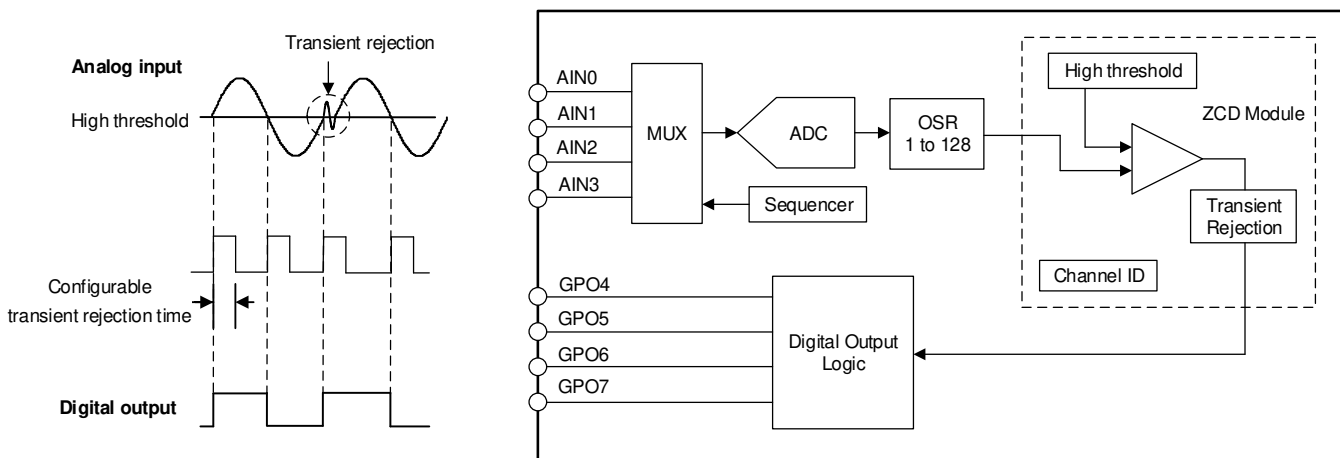 Transient rejection
Analog input
High threshold
Configurable
transient rejection time
Digital output
AIN0
AIN1
AIN2
AIN3
MUX
ADC
OSR
1 to 128
Sequencer
High threshold
ZCD Module
Transient
Rejection
Channel ID
GPO4
GPO5
GPO6
GPO7
Digital Output
Logic